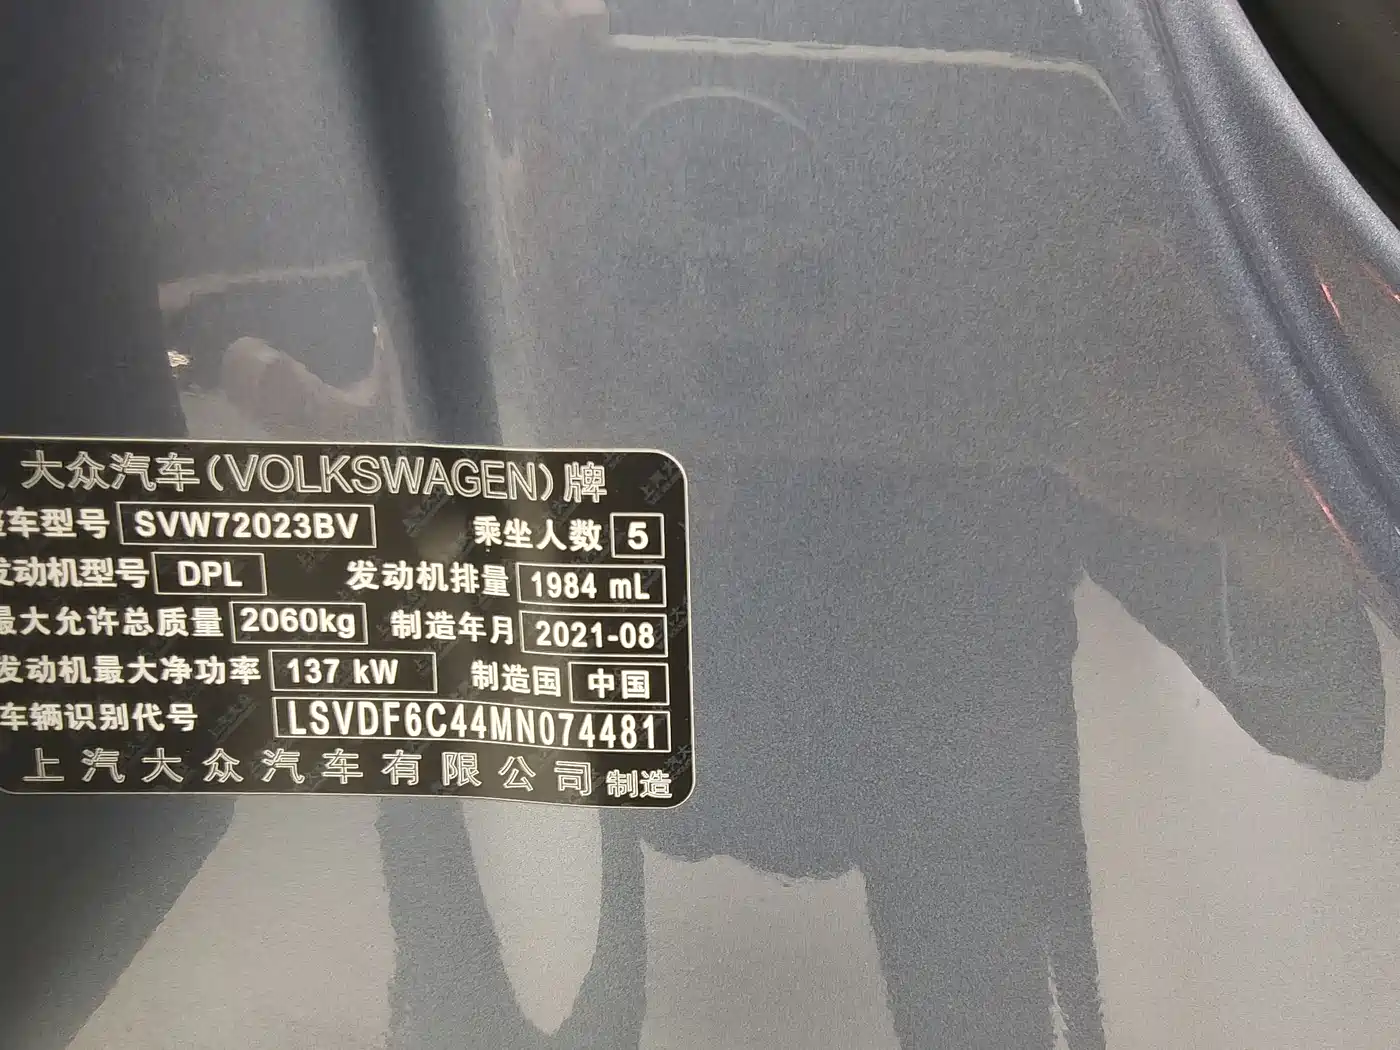 大众汽车(VOLKSWAGEN)牌
整车型号 SVW72023BV 乘坐人数 5
发动机型号 DPL 发动机排量 1984 mL
最大允许总质量 2060kg 制造年月 2021-08
发动机最大净功率 137 kW 制造国 中国
车辆识别代号 LSVDF6C44MN074481
上汽大众汽车有限公司 制造